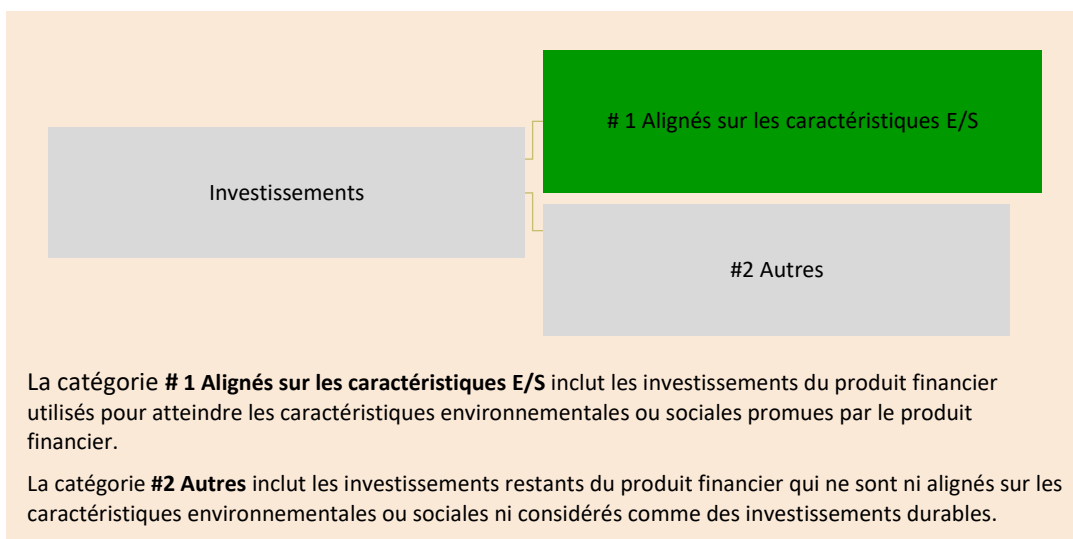 # 1 Alignés sur les caractéristiques E/S
Investissements
#2 Autres
La catégorie # 1 Alignés sur les caractéristiques E/S inclut les investissements du produit financier
utilisés pour atteindre les caractéristiques environnementales ou sociales promues par le produit
financier.
La catégorie #2 Autres inclut les investissements restants du produit financier qui ne sont ni alignés sur les
caractéristiques environnementales ou sociales ni considérés comme des investissements durables.